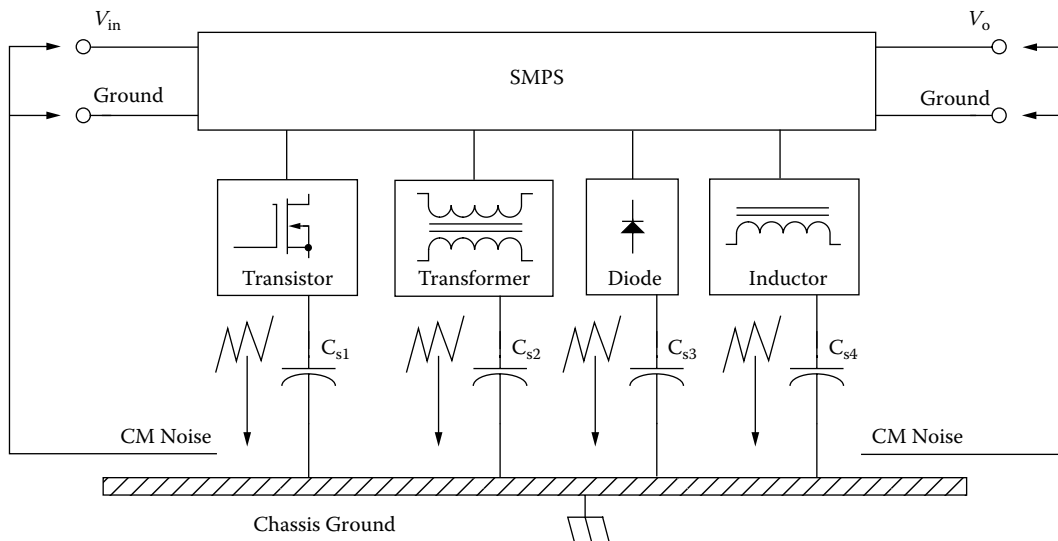 V_in
V_o
SMPS
Ground
Ground
Transistor
Transformer
Diode
Inductor
C_s1
C_s2
C_s3
C_s4
CM Noise
CM Noise
Chassis Ground